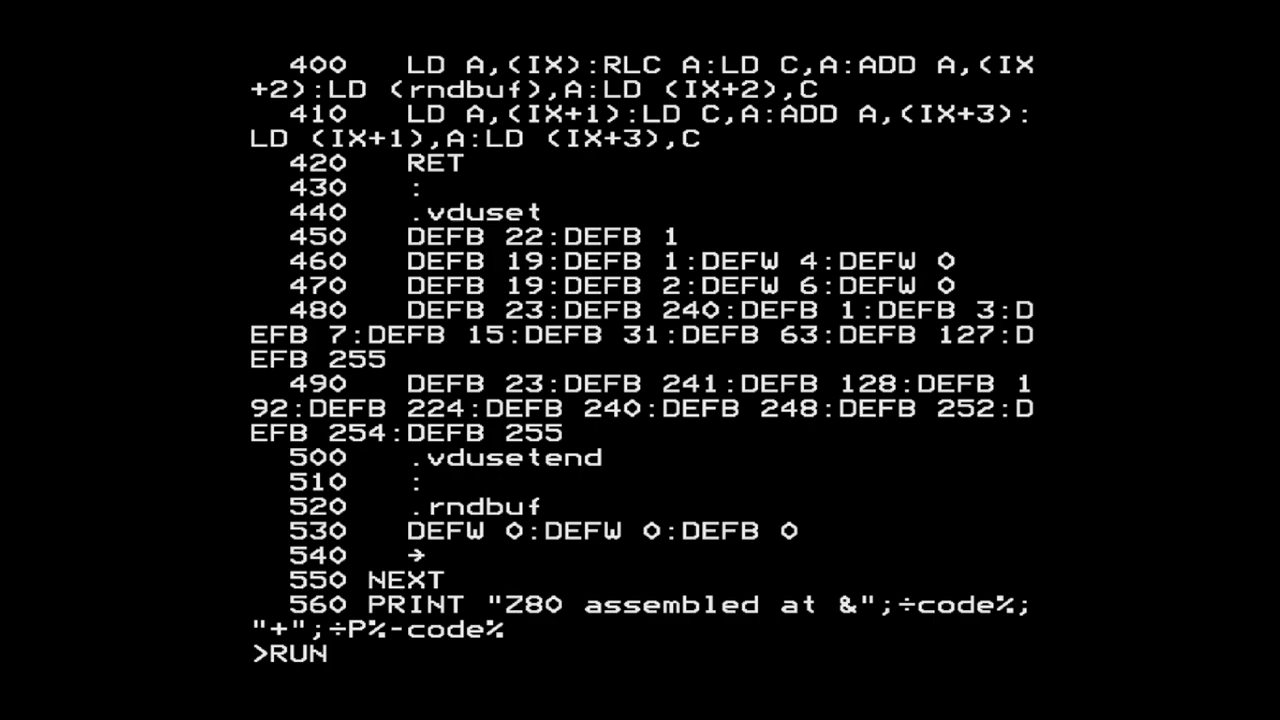 400   LD A,(IX):RLC A:LD C,A:ADD A,(IX
+2):LD (rndbuf),A:LD (IX+2),C
410   LD A,(IX+1):LD C,A:ADD A,(IX+3):
LD (IX+1),A:LD (IX+3),C
420   RET
430   :
440   .vduset
450   DEFB 22:DEFB 1
460   DEFB 19:DEFB 1:DEFW 4:DEFW 0
470   DEFB 19:DEFB 2:DEFW 6:DEFW 0
480   DEFB 23:DEFB 240:DEFB 1:DEFB 3:D
EFB 7:DEFB 15:DEFB 31:DEFB 63:DEFB 127:D
EFB 255
490   DEFB 23:DEFB 241:DEFB 128:DEFB 1
92:DEFB 224:DEFB 240:DEFB 248:DEFB 252:D
EFB 254:DEFB 255
500   .vdusetend
510   :
520   .rndbuf
530   DEFW 0:DEFW 0:DEFB 0
540   →
550 NEXT
560 PRINT "Z80 assembled at &";÷code%;
"+";÷P%-code%
>RUN